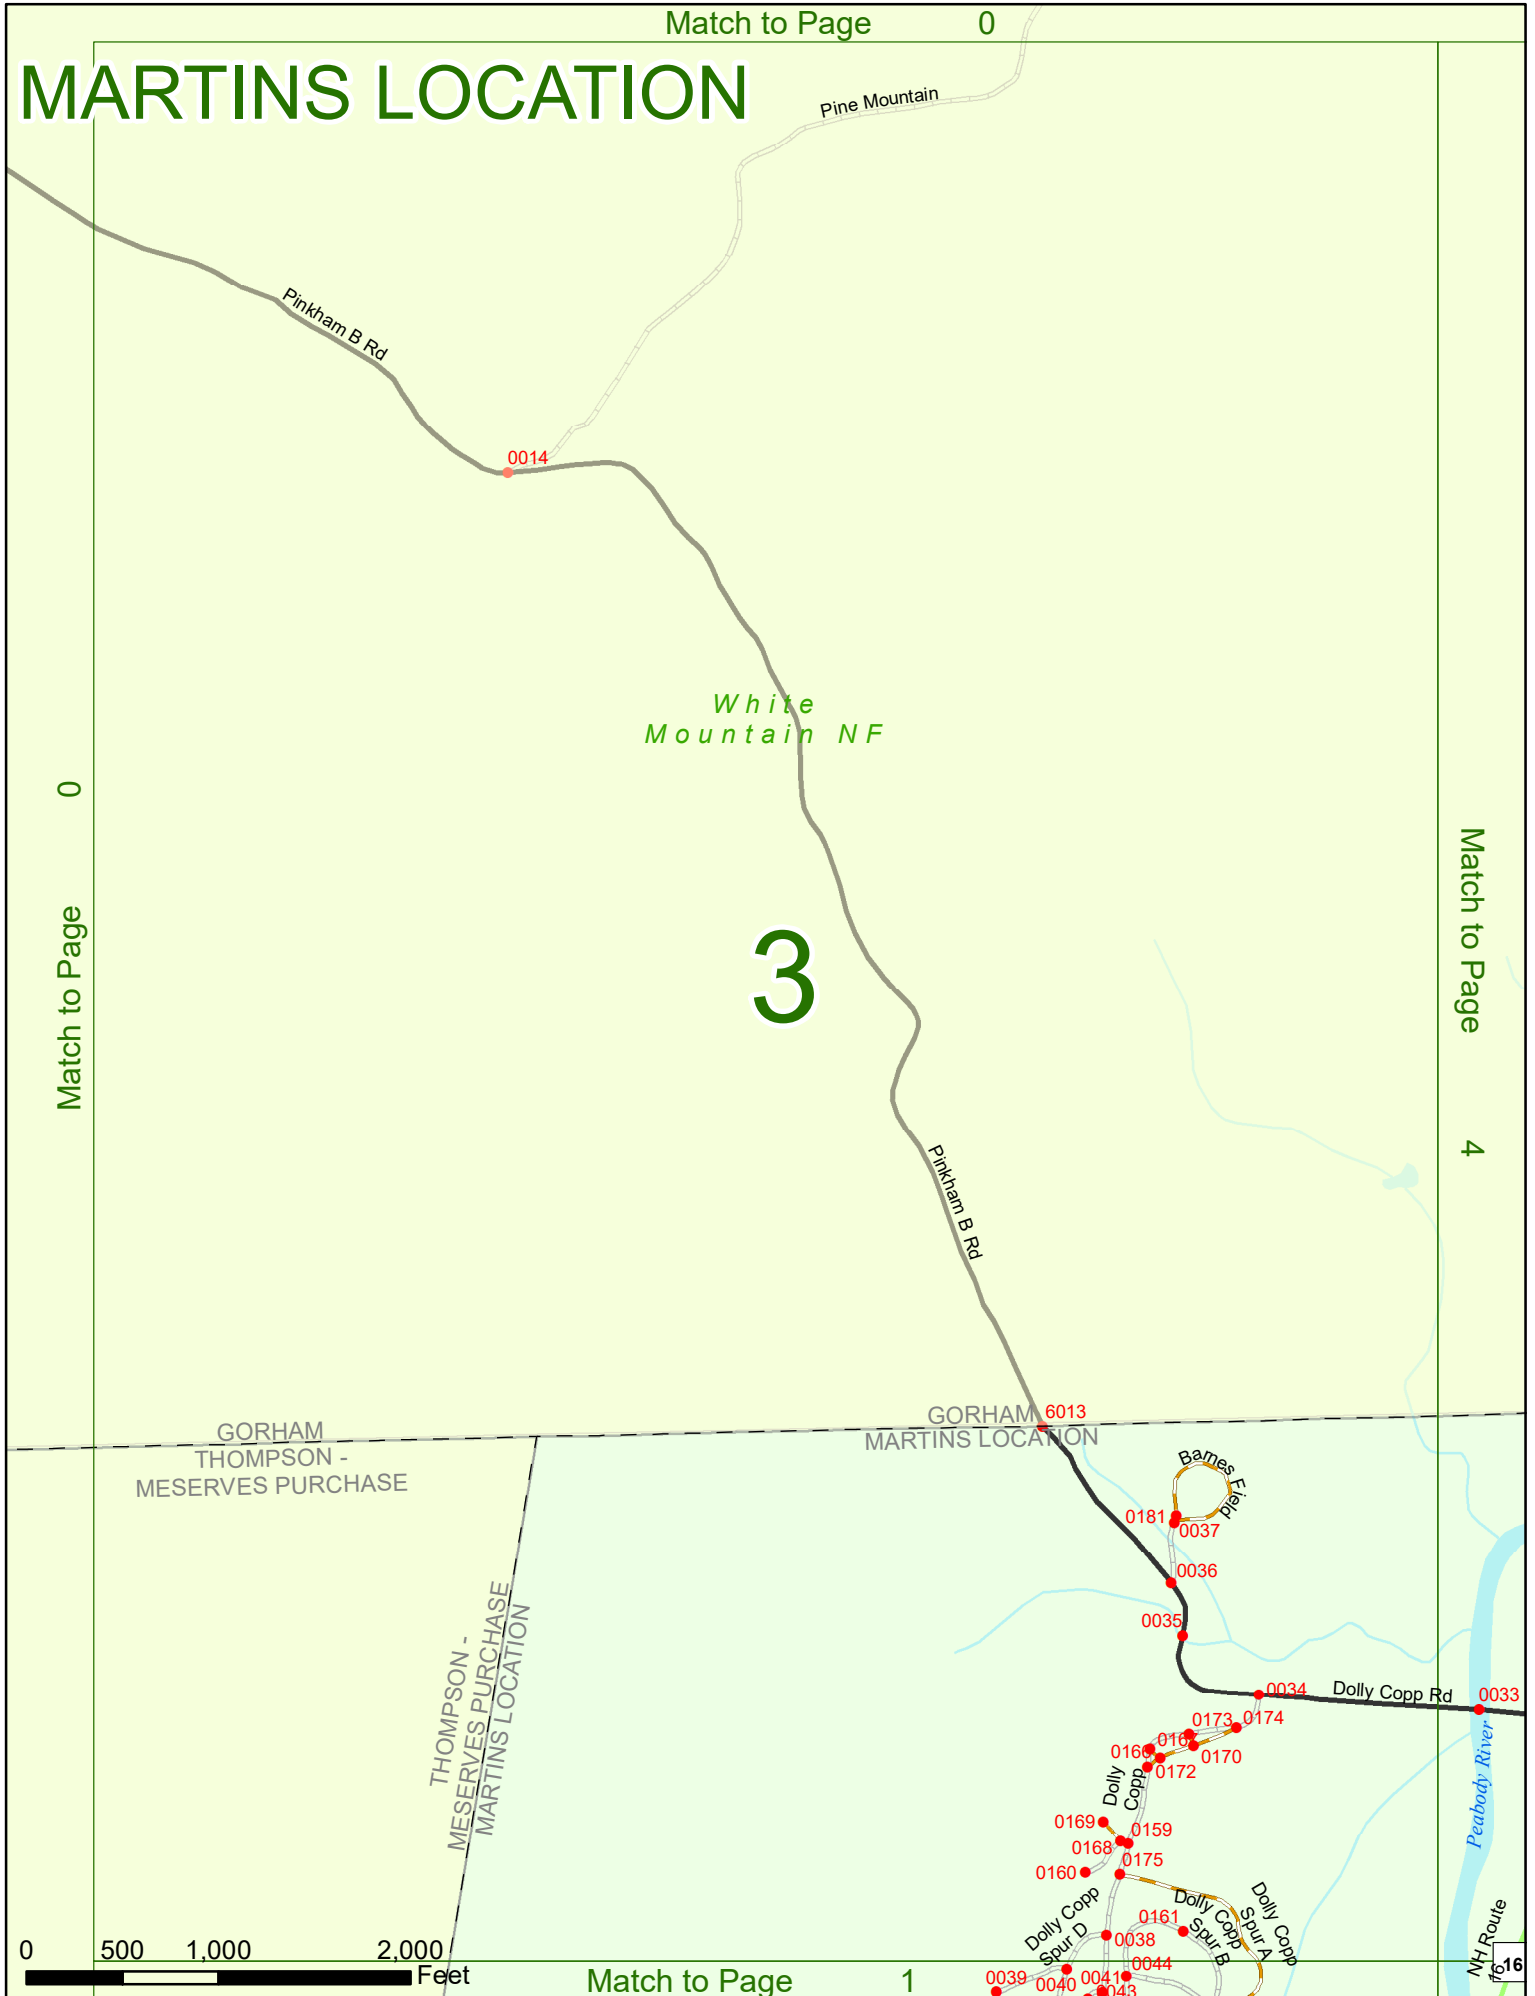 Match to Page 0
MARTINS LOCATION
Pine Mountain
Pinkham B Rd
0014
White
Mountain NF
0
Match to Page
3
Match to Page
4
Pinkham B Rd
6013
GORHAM
MARTINS LOCATION
GORHAM
THOMPSON -
MESERVES PURCHASE
Barnes Field
0181
0037
0036
0035
0034
Dolly Copp Rd
0033
THOMPSON -
MESERVES PURCHASE
MARTINS LOCATION
0173
0174
0166
0170
0172
Dolly
Copp
Peabody River
0169
0159
0168
0160
0175
Dolly Copp
Spur D
0161
Dolly Copp
Spur B
Dolly Copp
Spur A
0038
0044
0039
0040
0041
0043
NH Route
16
16
0 500 1,000 2,000
Feet
Match to Page 1